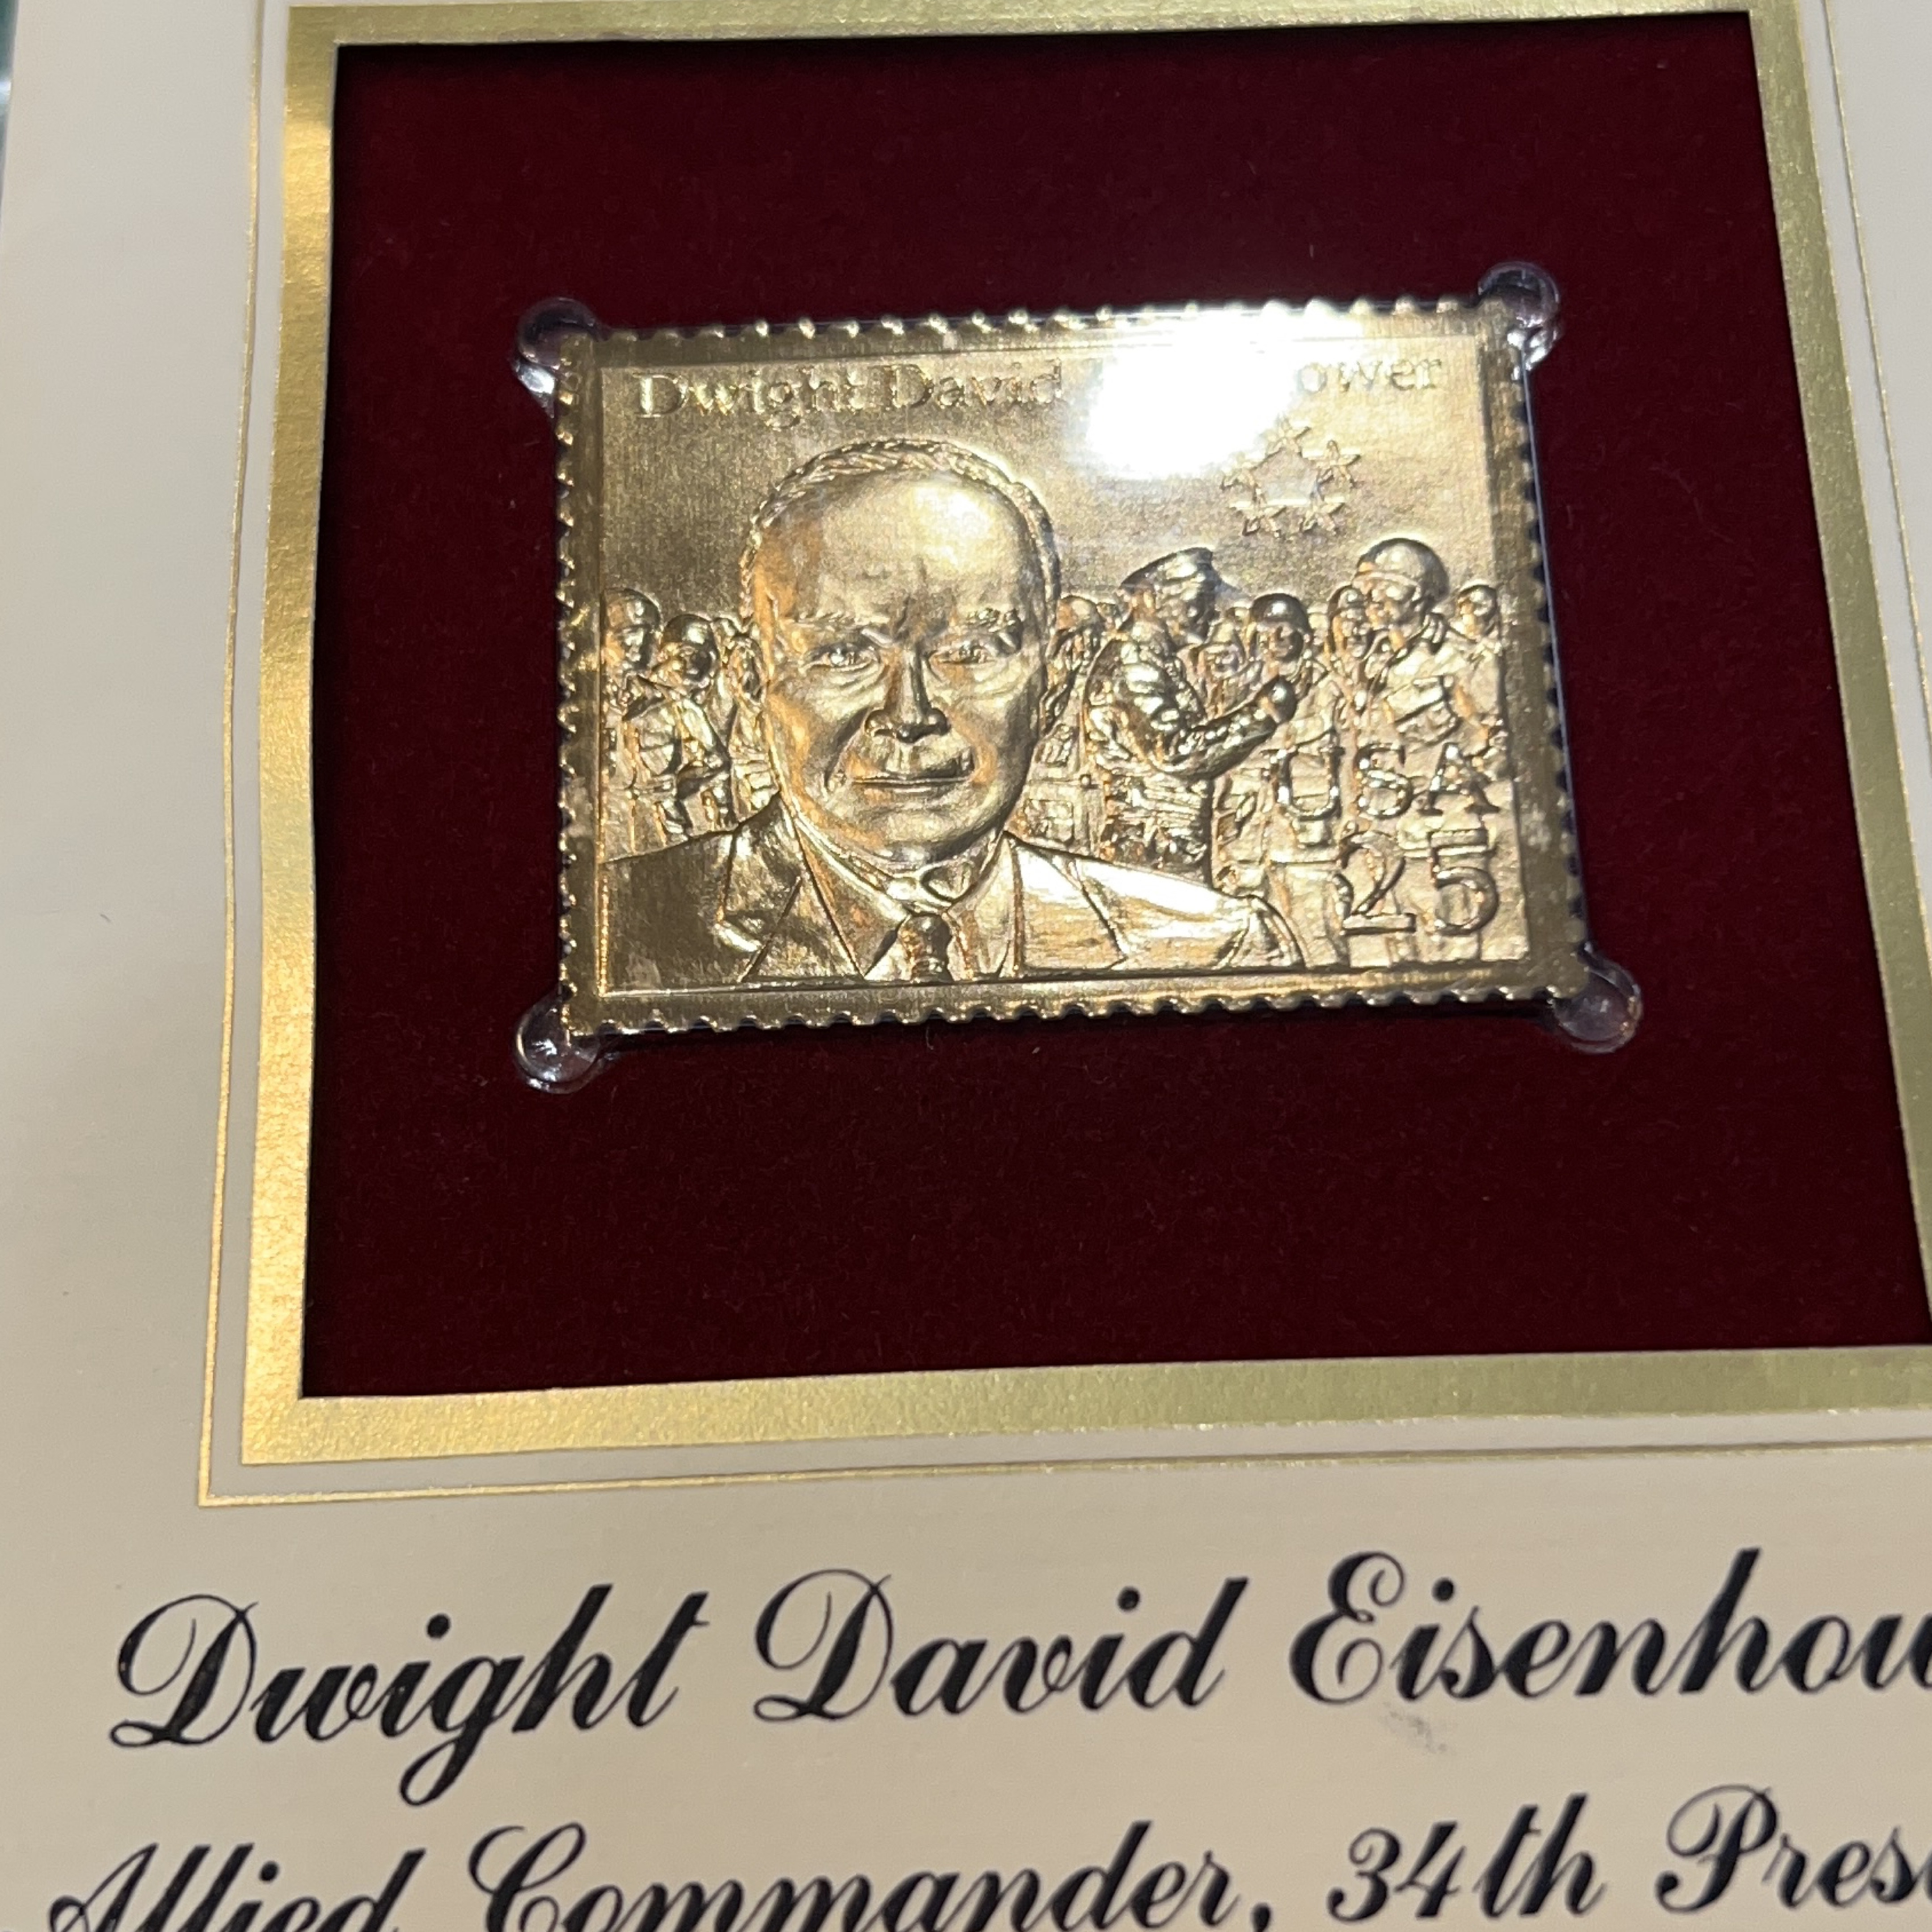 Dwight David ower
USA
25
Dwight David Eisenhow
Allied Commander, 34th Pres